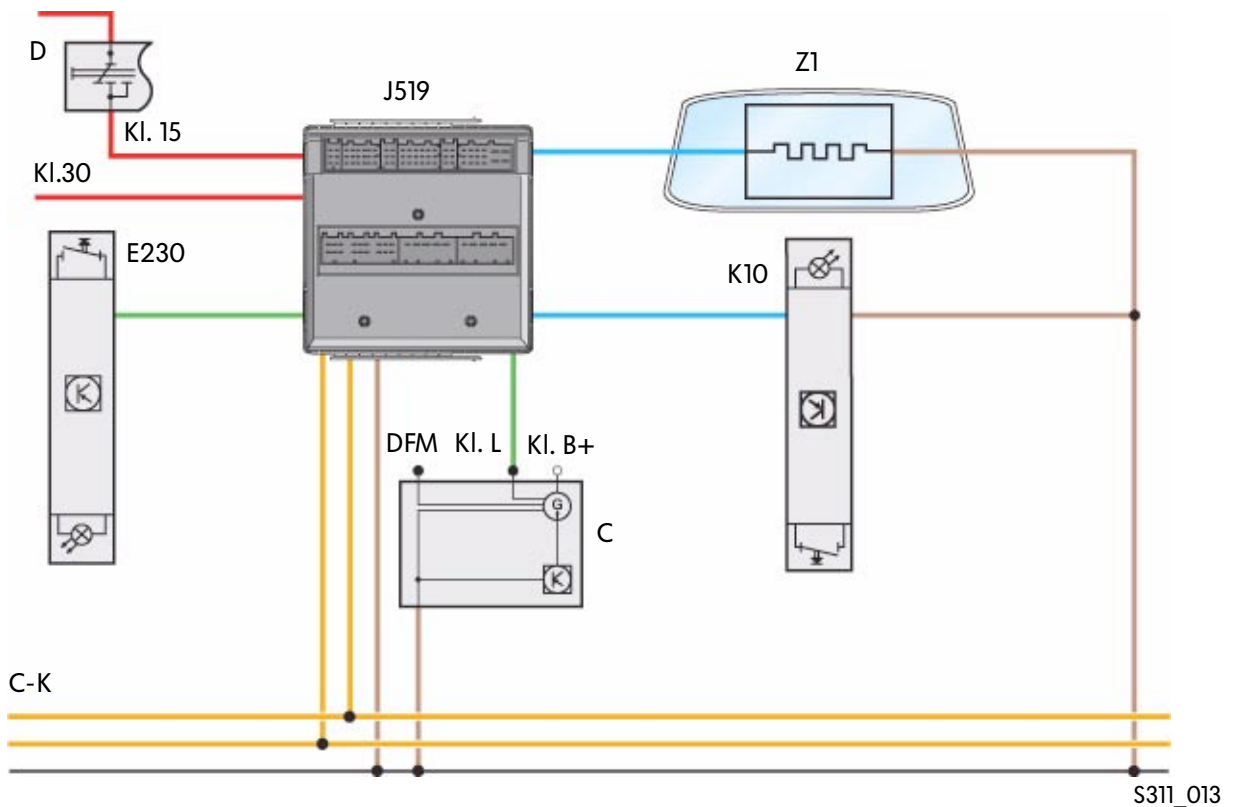 D
Z1
J519
Kl. 15
Kl.30
E230
K10
DFM Kl. L Kl. B+
G
C
C-K
S311_013